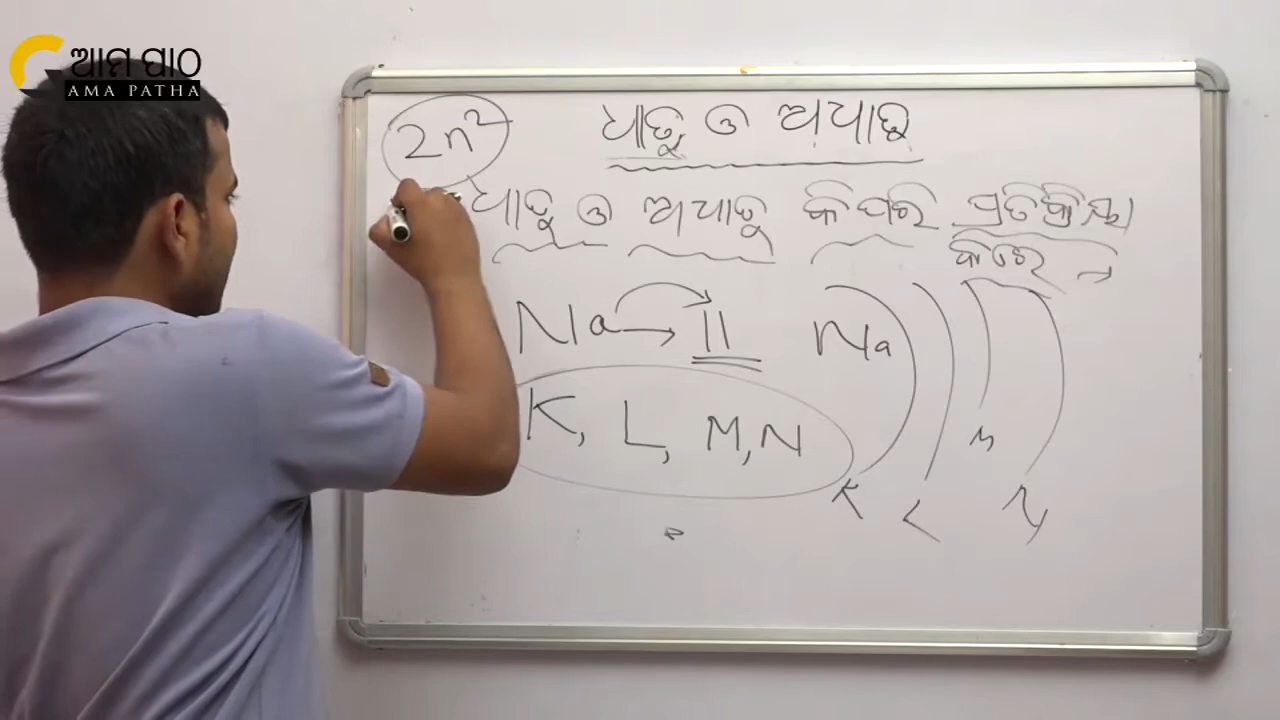 ଆମ ପାଠ
AMA PATHA
2n²
ଧାତୁ ଓ ଅଧାତୁ
ଧାତୁ ଓ ଅଧାତୁ କିପରି ପ୍ରତିକ୍ରିୟା
କରେ
Na → 11
Na
K, L, M, N
K L M N